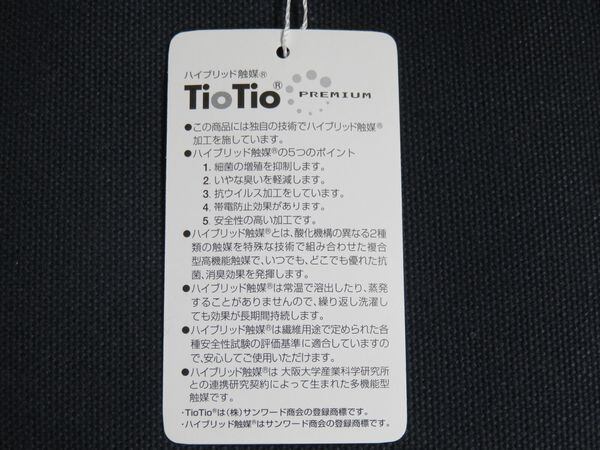 ハイブリッド触媒®
TioTio® PREMIUM
●この商品には独自の技術でハイブリッド触媒®
加工を施しています。
●ハイブリッド触媒®の5つのポイント
1. 細菌の増殖を抑制します。
2. いやな臭いを軽減します。
3. 抗ウイルス加工をしています。
4. 帯電防止効果があります。
5. 安全性の高い加工です。
●ハイブリッド触媒®とは、酸化機構の異なる2種
類の触媒を特殊な技術で組み合わせた複合
型高機能触媒で、いつでも、どこでも優れた抗
菌、消臭効果を発揮します。
●ハイブリッド触媒®は常温で溶出したり、蒸発
することがありませんので、繰り返し洗濯し
ても効果が長期間持続します。
●ハイブリッド触媒®は繊維用途で定められた各
種安全性試験の評価基準に適合しています
ので、安心してご使用いただけます。
●ハイブリッド触媒®は 大阪大学産業科学研究所
との連携研究契約によって生まれた多機能型
触媒です。
・TioTio®は(株)サンワード商会の登録商標です。
・ハイブリッド触媒®はサンワード商会の登録商標です。